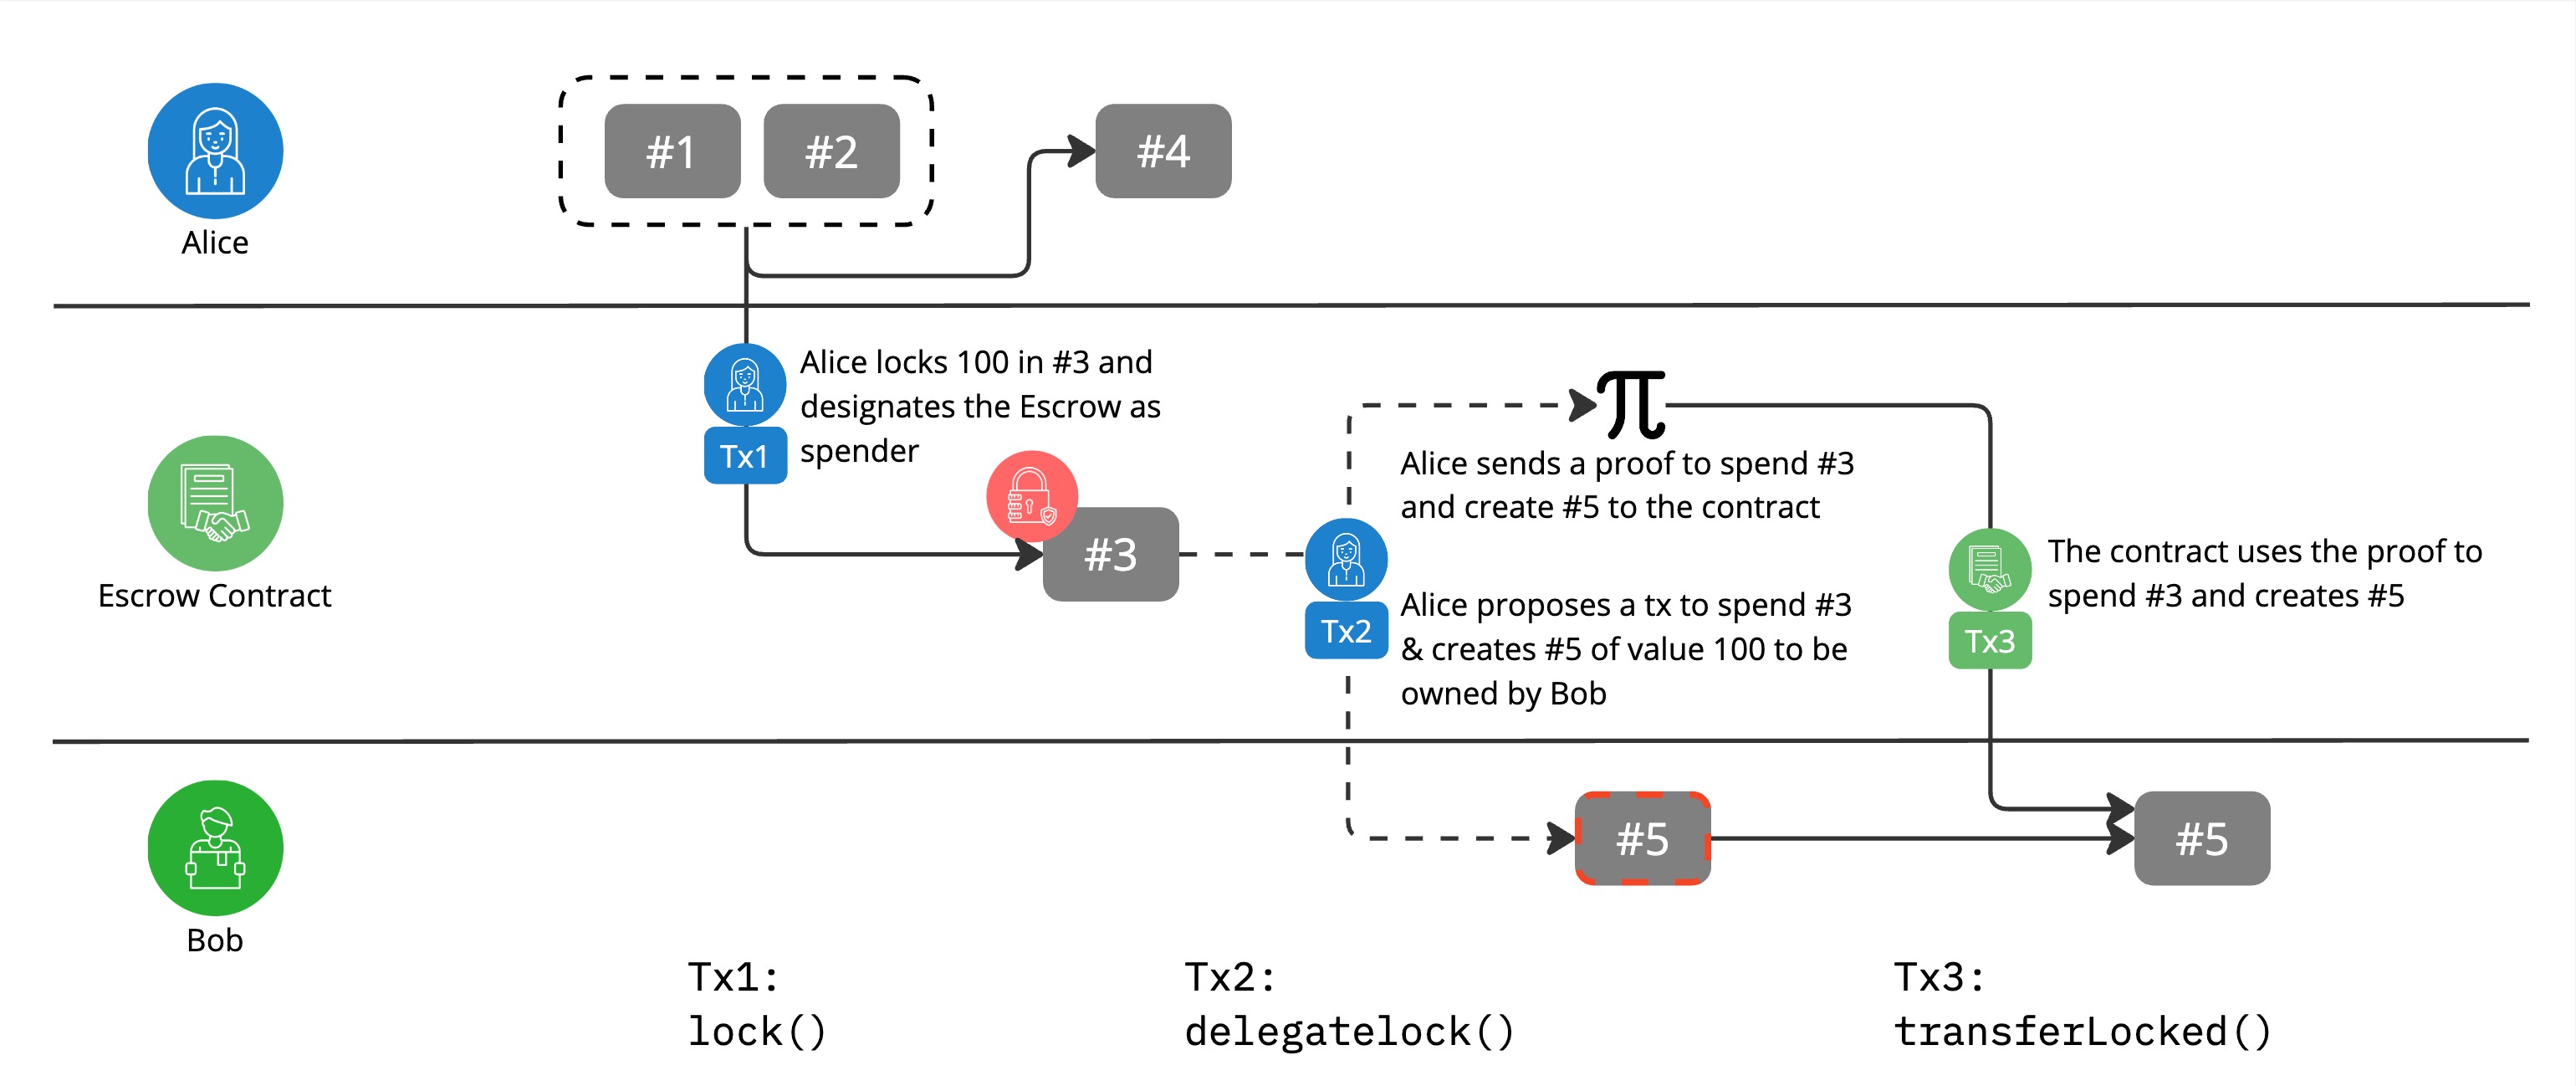 #1
#2
#4
Alice
Alice locks 100 in #3 and
designates the Escrow as
spender
Tx1
#3
Escrow Contract
π
Alice sends a proof to spend #3
and create #5 to the contract
Alice proposes a tx to spend #3
& creates #5 of value 100 to be
owned by Bob
Tx2
The contract uses the proof to
spend #3 and creates #5
Tx3
#5
#5
Bob
Tx1:
lock()
Tx2:
delegatelock()
Tx3:
transferLocked()